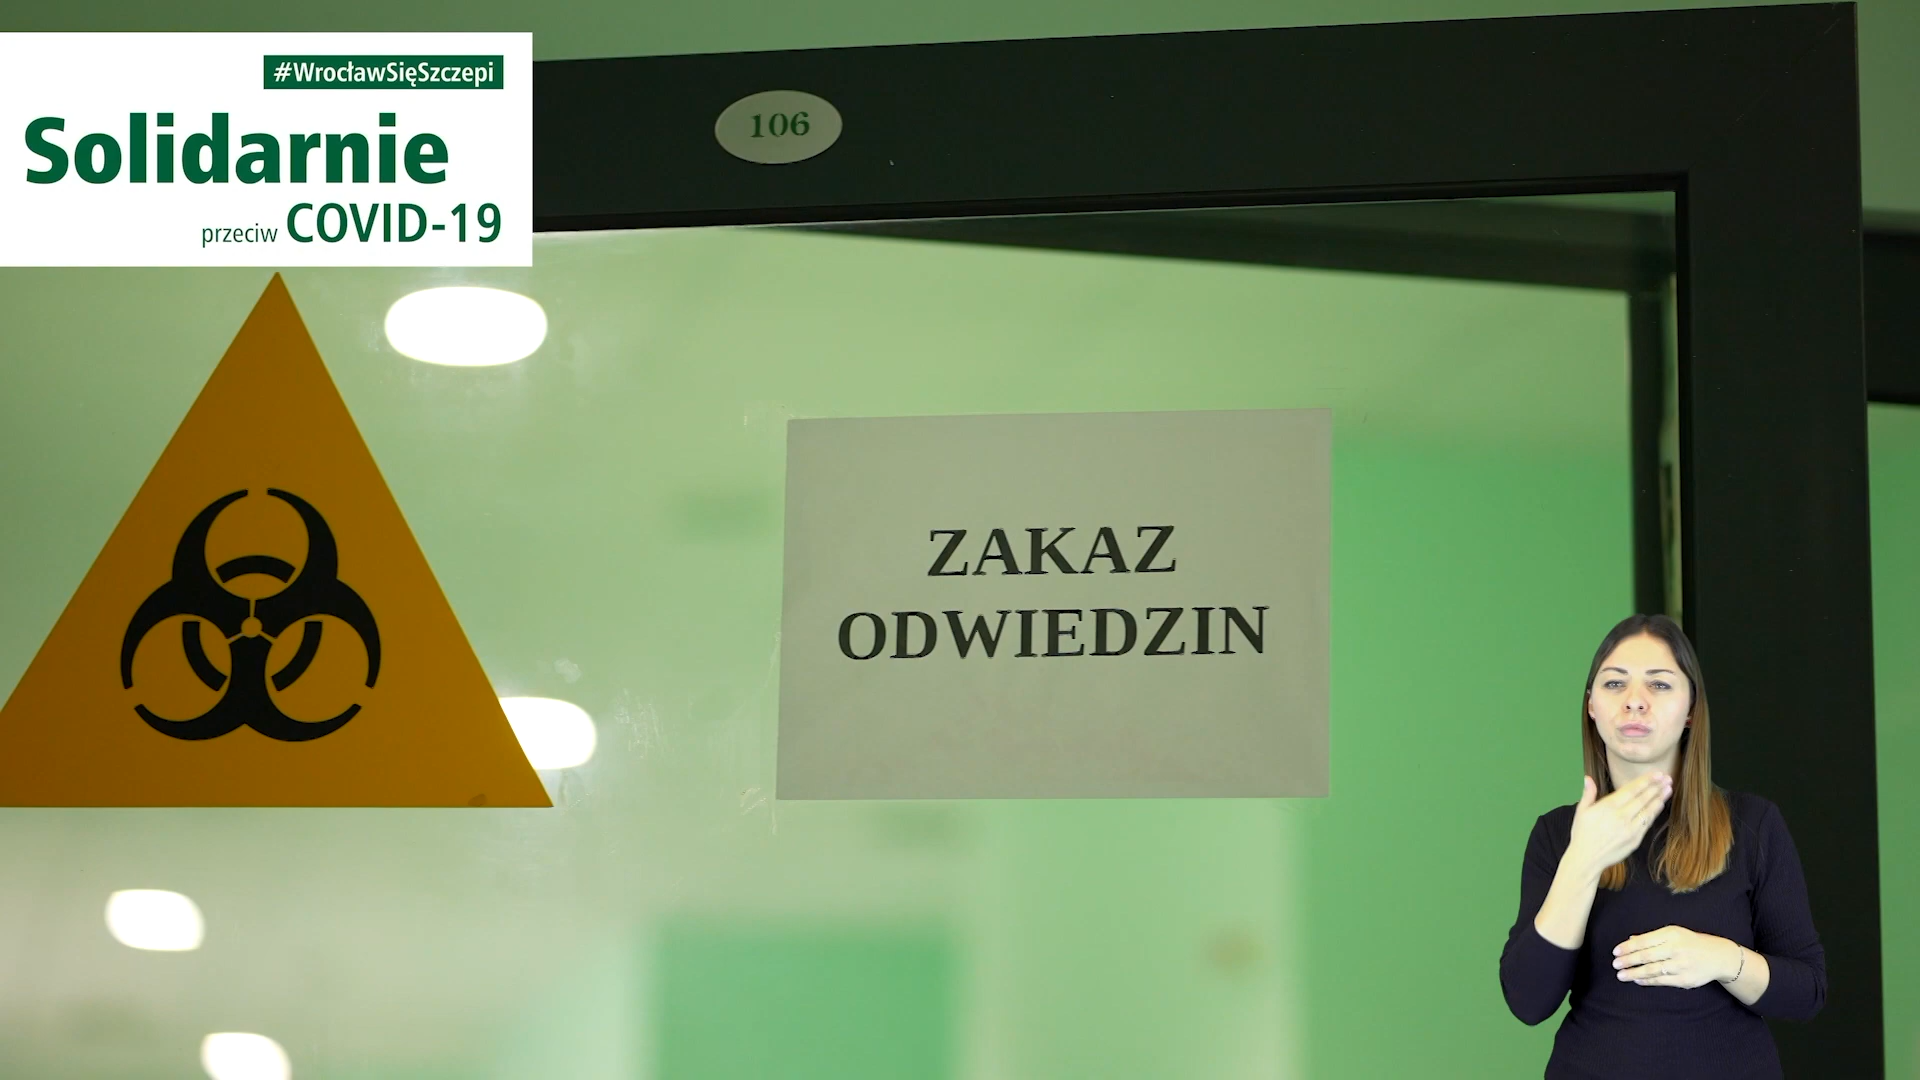 #WrocławSięSzczepi
Solidarnie
przeciw COVID-19
106
ZAKAZ
ODWIEDZIN